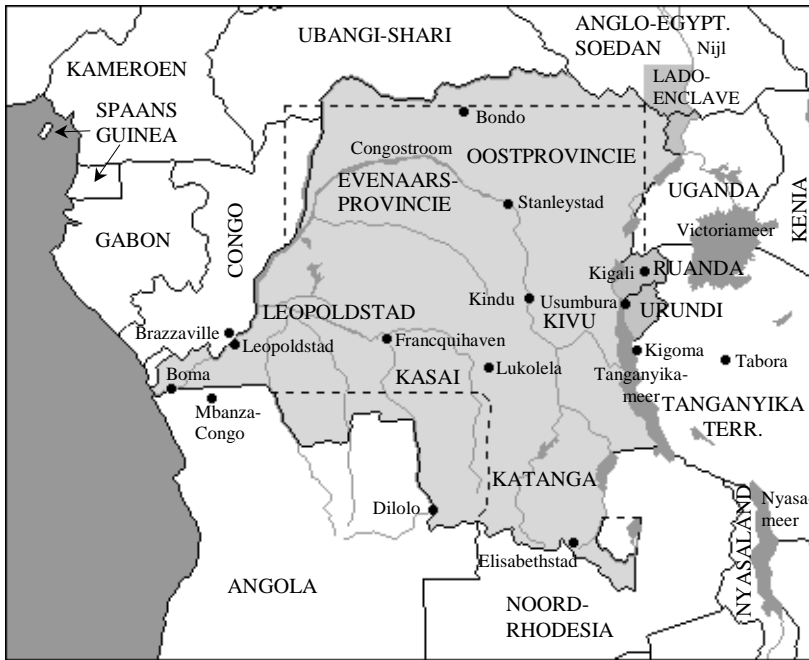 UBANGI-SHARI
ANGLO-EGYPT.
SOEDAN
Nijl
KAMEROEN
LADO-
ENCLAVE
SPAANS
GUINEA
Bondo
Congostroom
OOSTPROVINCIE
EVENAARS-
PROVINCIE
Stanleystad
UGANDA
KENIA
Victoriameer
GABON
CONGO
Kigali
RUANDA
Kindu
Usumbura
URUNDI
KIVU
LEOPOLDSTAD
Brazzaville
Leopoldstad
Francquihaven
Kigoma
Tabora
Boma
KASAI
Lukolela
Tanganyika-
meer
Mbanza-
Congo
TANGANYIKA
TERR.
KATANGA
Dilolo
NYASALAND
Nyasa-
meer
Elisabethstad
ANGOLA
NOORD-
RHODESIA